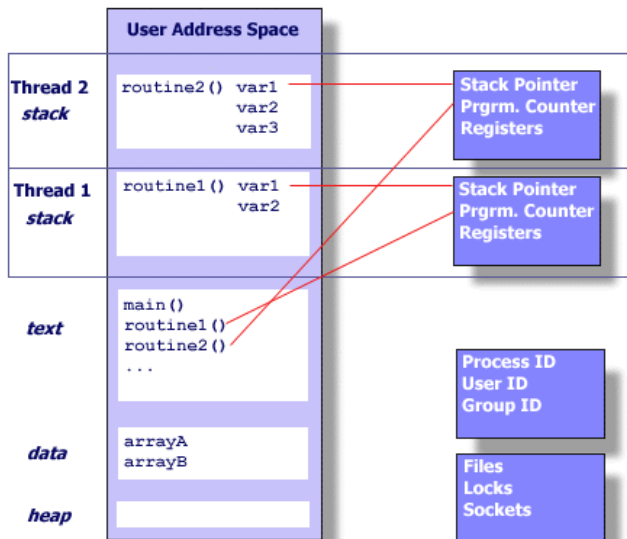 User Address Space
Thread 2
stack
routine2() var1
var2
var3
Stack Pointer
Prgrm. Counter
Registers
Thread 1
stack
routine1() var1
var2
Stack Pointer
Prgrm. Counter
Registers
text
main()
routine1()
routine2()
...
Process ID
User ID
Group ID
data
arrayA
arrayB
Files
Locks
Sockets
heap